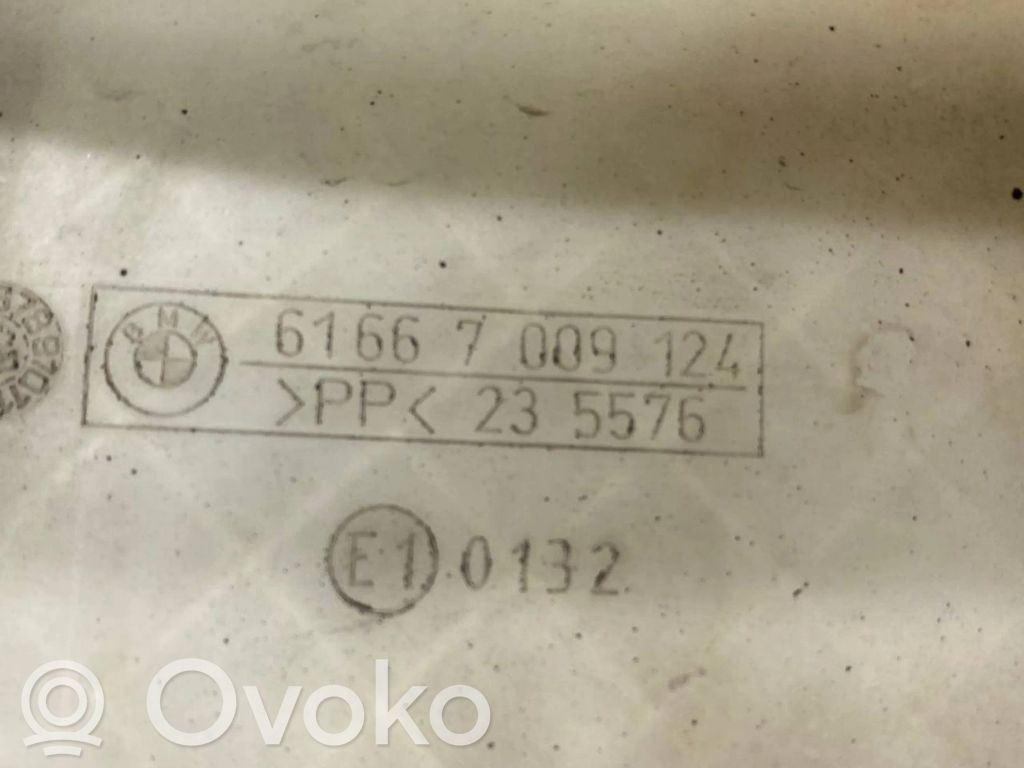 BMW
6166 7 009 124
>PP< 23 5576
E1 0132
Ovoko